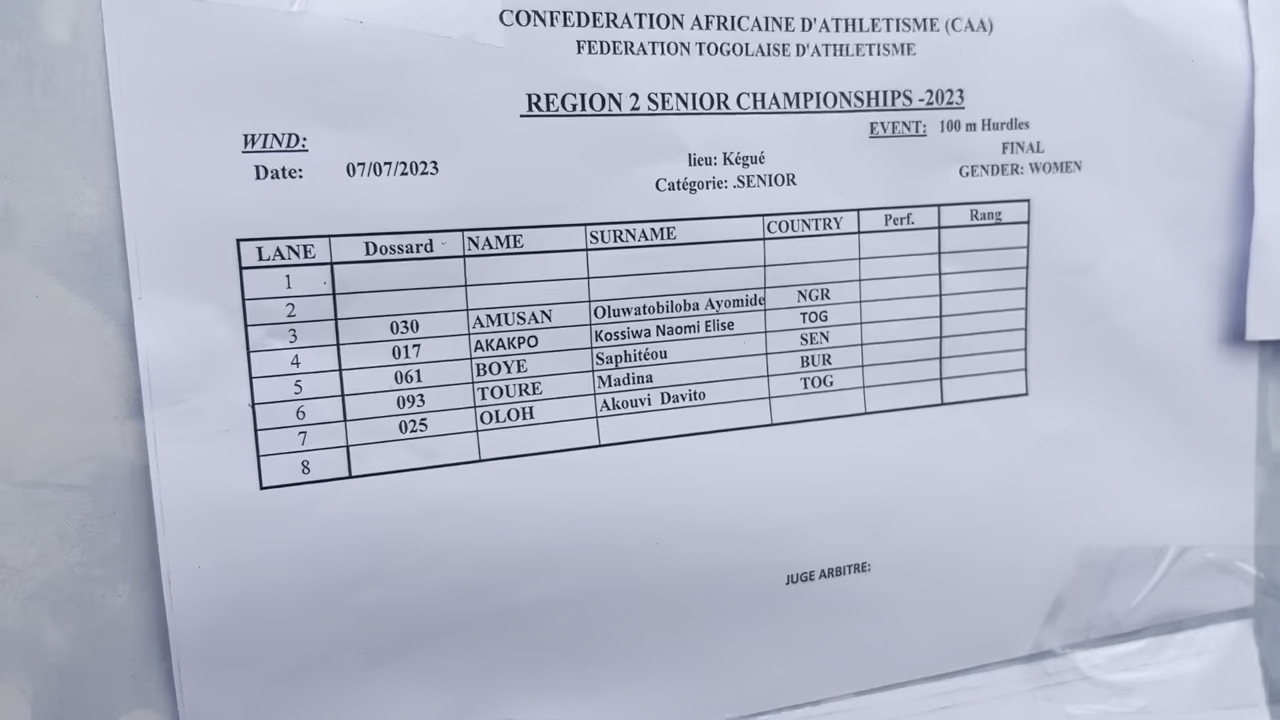 CONFEDERATION AFRICAINE D'ATHLETISME (CAA)
FEDERATION TOGOLAISE D'ATHLETISME
REGION 2 SENIOR CHAMPIONSHIPS -2023
WIND:
EVENT: 100 m Hurdles
Date: 07/07/2023
lieu: Kégué
FINAL
Catégorie: .SENIOR
GENDER: WOMEN
LANE Dossard NAME SURNAME COUNTRY Perf. Rang
1
2
3 030 AMUSAN Oluwatobiloba Ayomide NGR
4 017 AKAKPO Kossiwa Naomi Elise TOG
5 061 BOYE Saphitéou SEN
6 093 TOURE Madina BUR
7 025 OLOH Akouvi Davito TOG
8
JUGE ARBITRE: